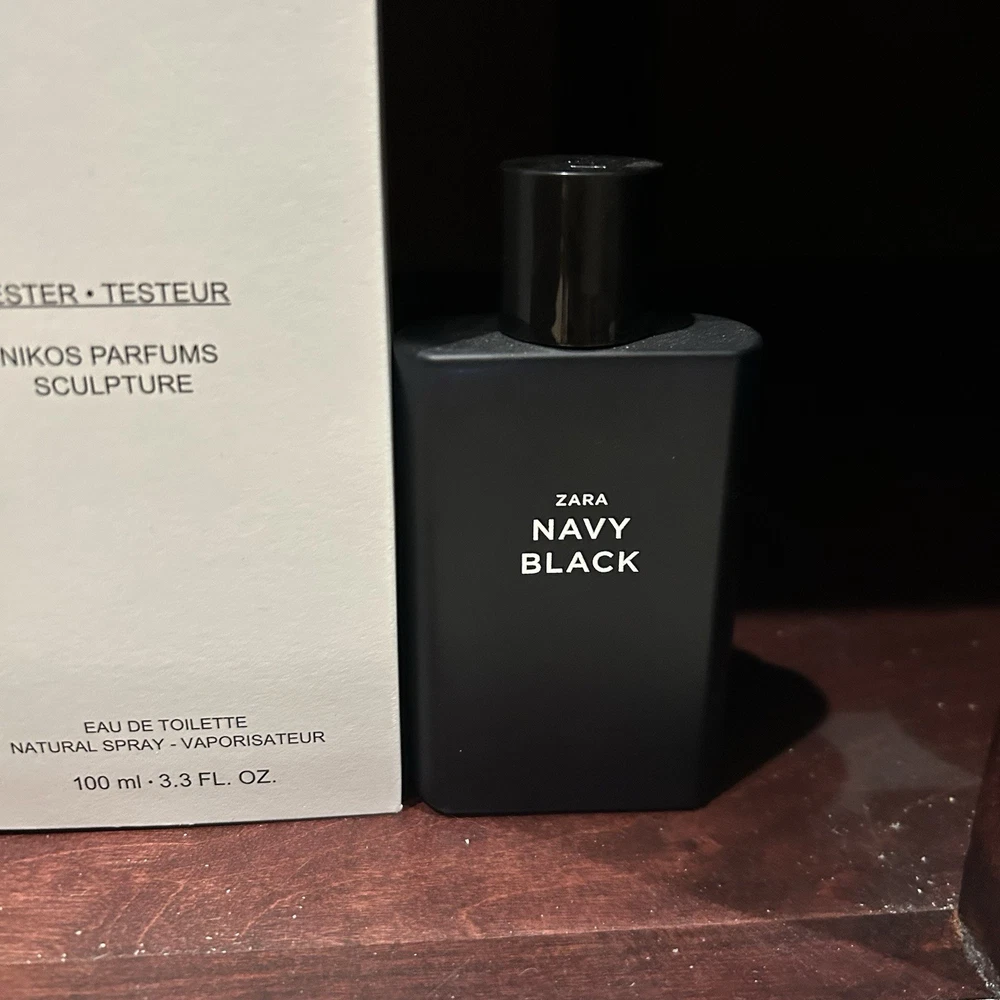 ESTER • TESTEUR
NIKOS PARFUMS
SCULPTURE
EAU DE TOILETTE
NATURAL SPRAY - VAPORISATEUR
100 ml • 3.3 FL. OZ.
ZARA
NAVY
BLACK